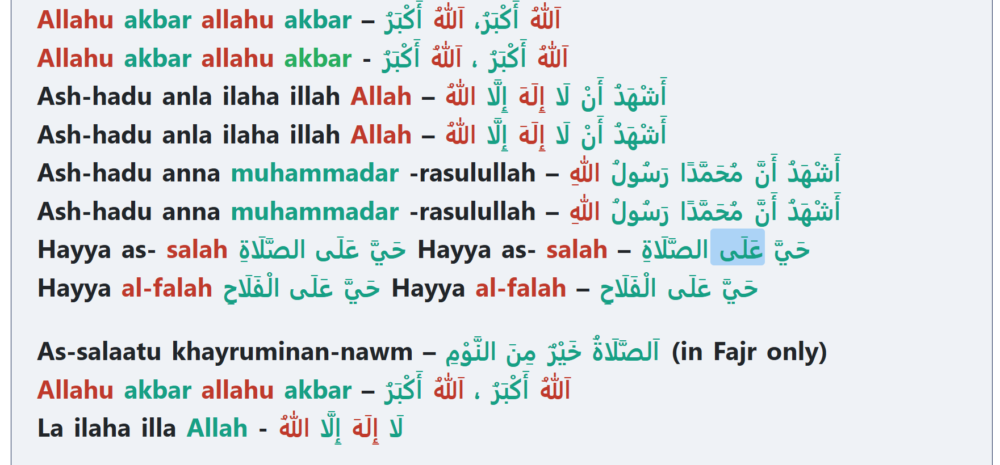 Allahu akbar allahu akbar – اَللّٰهُ أَكْبَرُ، اَللّٰهُ أَكْبَرُ
Allahu akbar allahu akbar - اَللّٰهُ أَكْبَرُ ، اَللّٰهُ أَكْبَرُ
Ash-hadu anla ilaha illah Allah – أَشْهَدُ أَنْ لَا إِلَهَ إِلَّا اللّٰهُ
Ash-hadu anla ilaha illah Allah – أَشْهَدُ أَنْ لَا إِلَهَ إِلَّا اللّٰهُ
Ash-hadu anna muhammadar -rasulullah – أَشْهَدُ أَنَّ مُحَمَّدًا رَسُولُ اللّٰهِ
Ash-hadu anna muhammadar -rasulullah – أَشْهَدُ أَنَّ مُحَمَّدًا رَسُولُ اللّٰهِ
Hayya as- salah حَيَّ عَلَى الصَّلَاةِ Hayya as- salah – حَيَّ عَلَى الصَّلَاةِ
Hayya al-falah حَيَّ عَلَى الْفَلَاحِ Hayya al-falah – حَيَّ عَلَى الْفَلَاحِ
As-salaatu khayruminan-nawm – اَلصَّلَاةُ خَيْرٌ مِنَ النَّوْمِ (in Fajr only)
Allahu akbar allahu akbar – اَللّٰهُ أَكْبَرُ ، اَللّٰهُ أَكْبَرُ
La ilaha illa Allah - لَا إِلَهَ إِلَّا اللّٰهُ